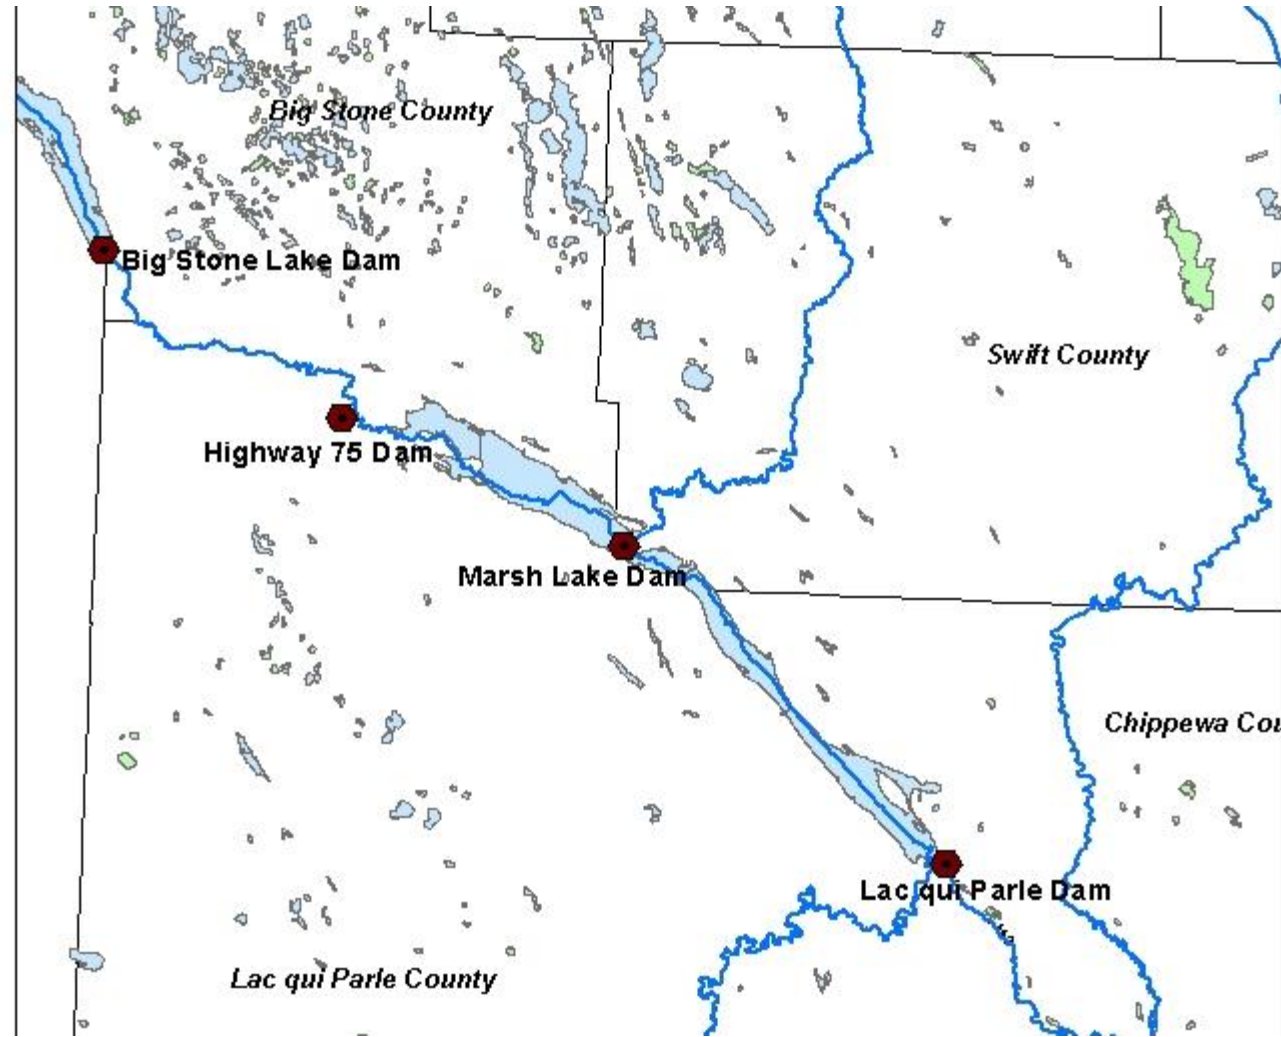 Big Stone County
Big Stone Lake Dam
Swift County
Highway 75 Dam
Marsh Lake Dam
Chippewa Cou
Lac qui Parle Dam
Lac qui Parle County